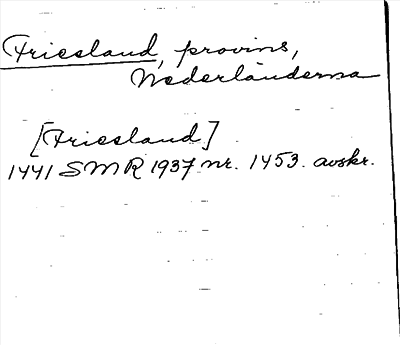 Friesland, provins,
Nederländerna
[Friesland]
1441 SMR 1937 nr. 1453. avskr.